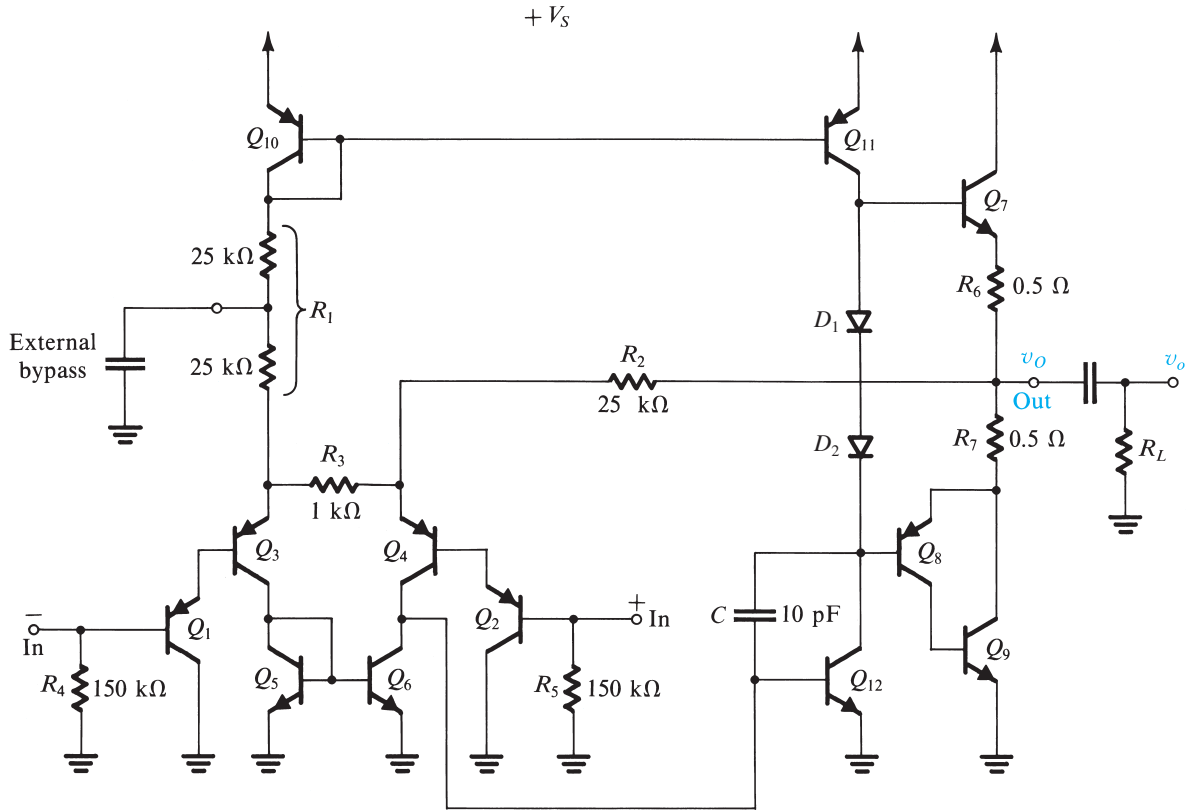 + V_S
Q_10
Q_11
Q_7
25 kΩ
R_1
R_6 0.5 Ω
D_1
External
bypass
25 kΩ
R_2
25 kΩ
v_O
Out
v_o
D_2
R_7 0.5 Ω
R_L
R_3
1 kΩ
Q_3
Q_4
Q_8
–
In
Q_1
Q_2
+
In
C 10 pF
Q_9
R_4 150 kΩ
Q_5
Q_6
R_5 150 kΩ
Q_12